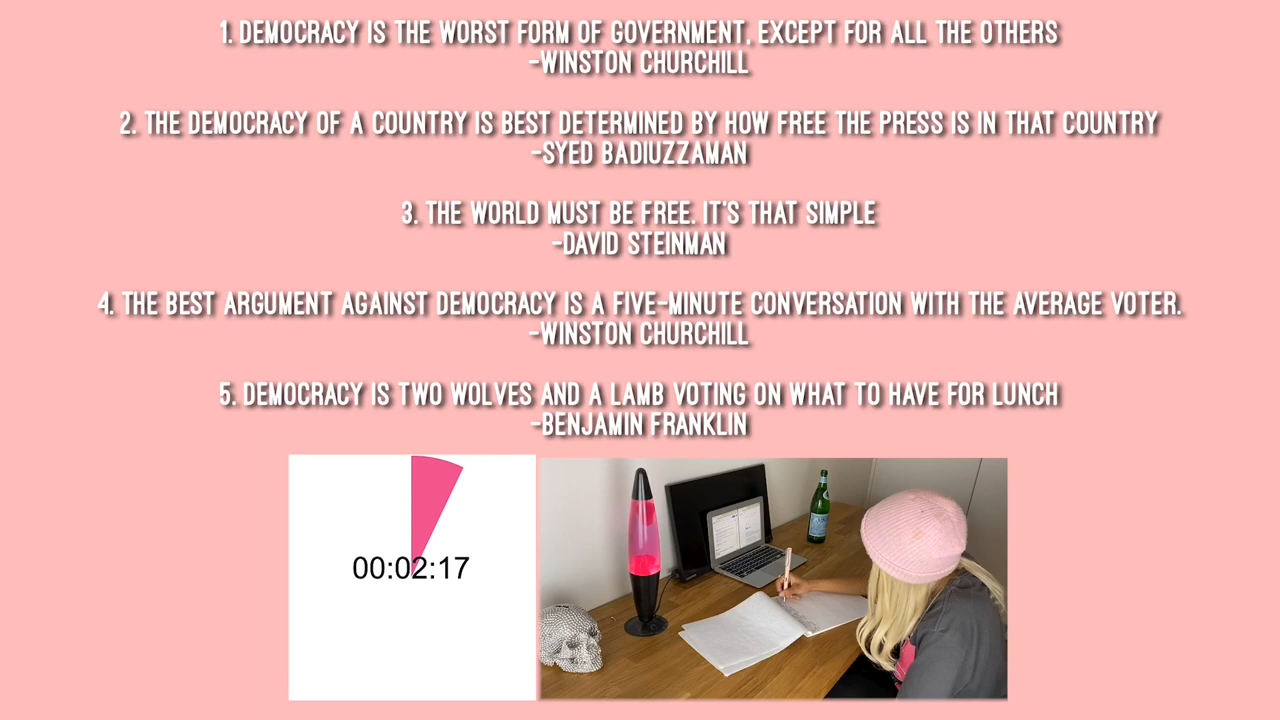 1. DEMOCRACY IS THE WORST FORM OF GOVERNMENT, EXCEPT FOR ALL THE OTHERS
-WINSTON CHURCHILL
2. THE DEMOCRACY OF A COUNTRY IS BEST DETERMINED BY HOW FREE THE PRESS IS IN THAT COUNTRY
-SYED BADIUZZAMAN
3. THE WORLD MUST BE FREE. IT'S THAT SIMPLE
-DAVID STEINMAN
4. THE BEST ARGUMENT AGAINST DEMOCRACY IS A FIVE-MINUTE CONVERSATION WITH THE AVERAGE VOTER.
-WINSTON CHURCHILL
5. DEMOCRACY IS TWO WOLVES AND A LAMB VOTING ON WHAT TO HAVE FOR LUNCH
-BENJAMIN FRANKLIN
00:02:17